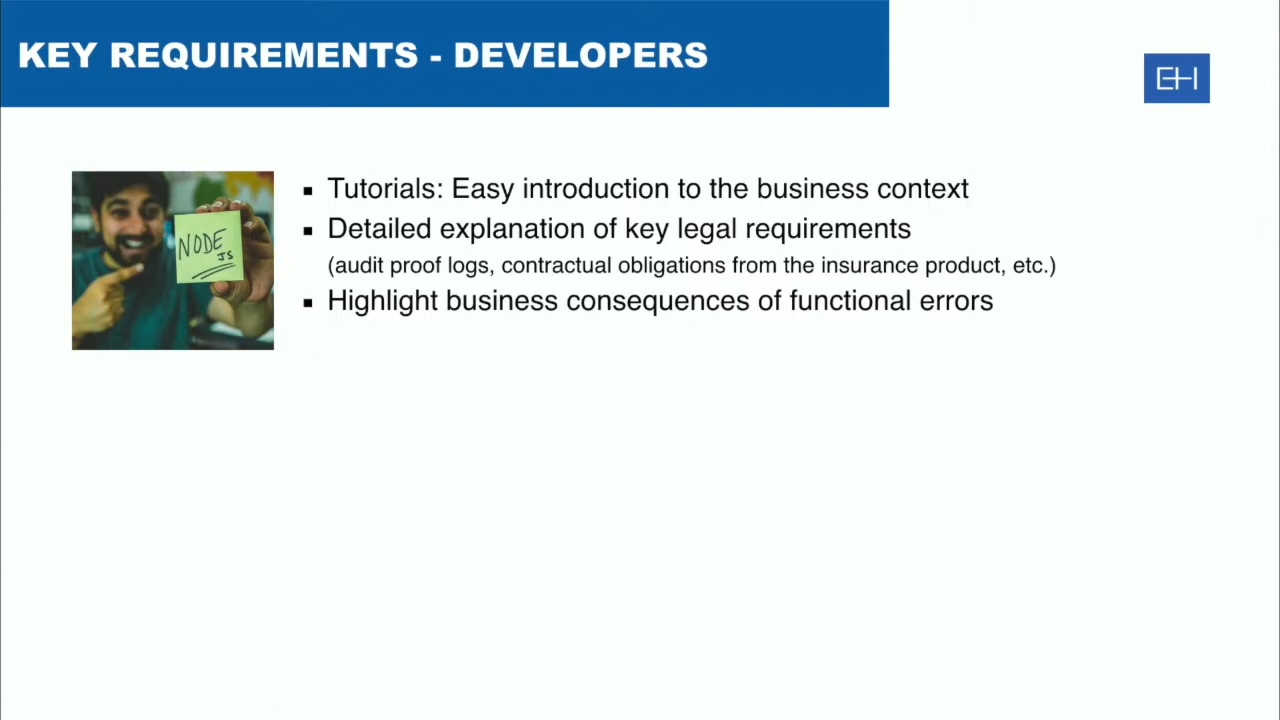 KEY REQUIREMENTS - DEVELOPERS
EH
NODE
JS
▪ Tutorials: Easy introduction to the business context
▪ Detailed explanation of key legal requirements
(audit proof logs, contractual obligations from the insurance product, etc.)
▪ Highlight business consequences of functional errors